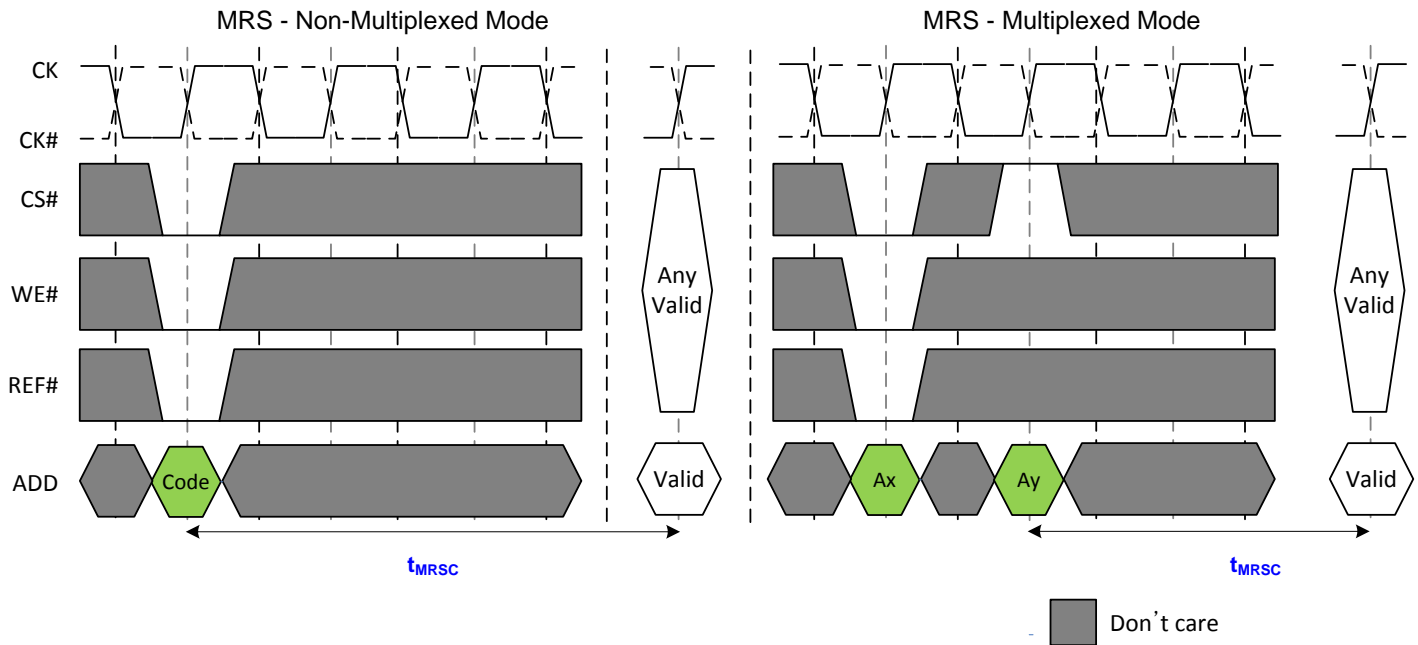 MRS - Non-Multiplexed Mode
MRS - Multiplexed Mode
CK
CK#
CS#
WE#
REF#
ADD
Any
Valid
Any
Valid
Code
Valid
Ax
Ay
Valid
tMRSC
tMRSC
Don't care